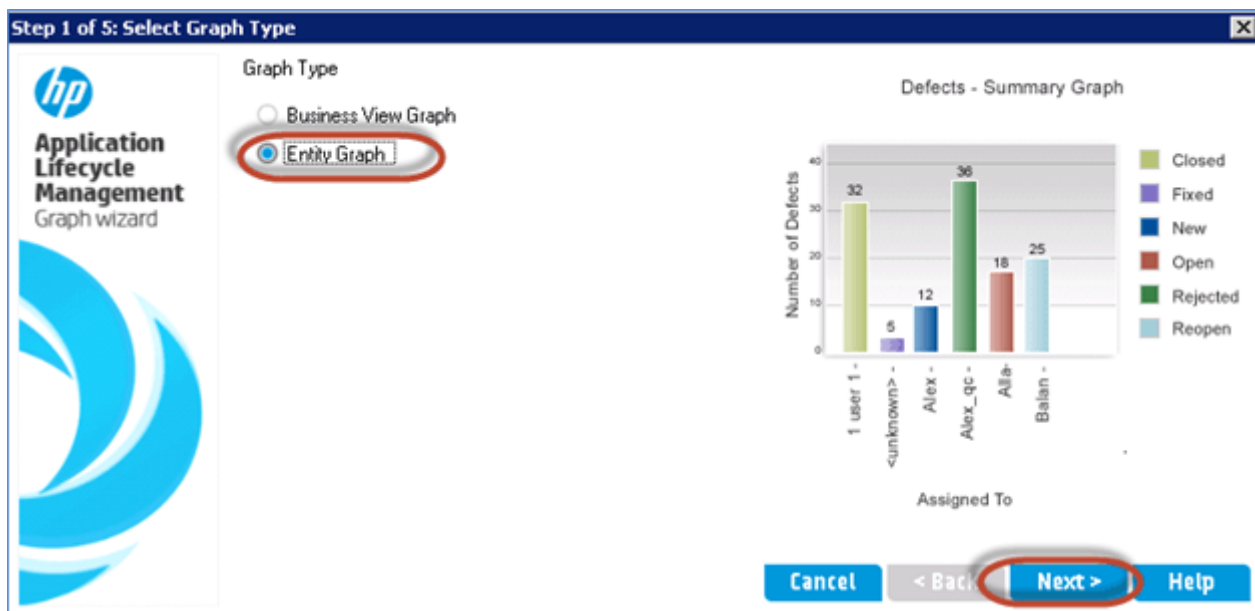 Step 1 of 5: Select Graph Type
hp
Application
Lifecycle
Management
Graph wizard
Graph Type
Business View Graph
Entity Graph
Defects - Summary Graph
Number of Defects
40
30
20
10
0
32
5
12
36
18
25
1 user 1 -
<unknown> -
Alex -
Alex_qc -
Alla-
Balan -
Assigned To
Closed
Fixed
New
Open
Rejected
Reopen
Cancel
< Back
Next >
Help